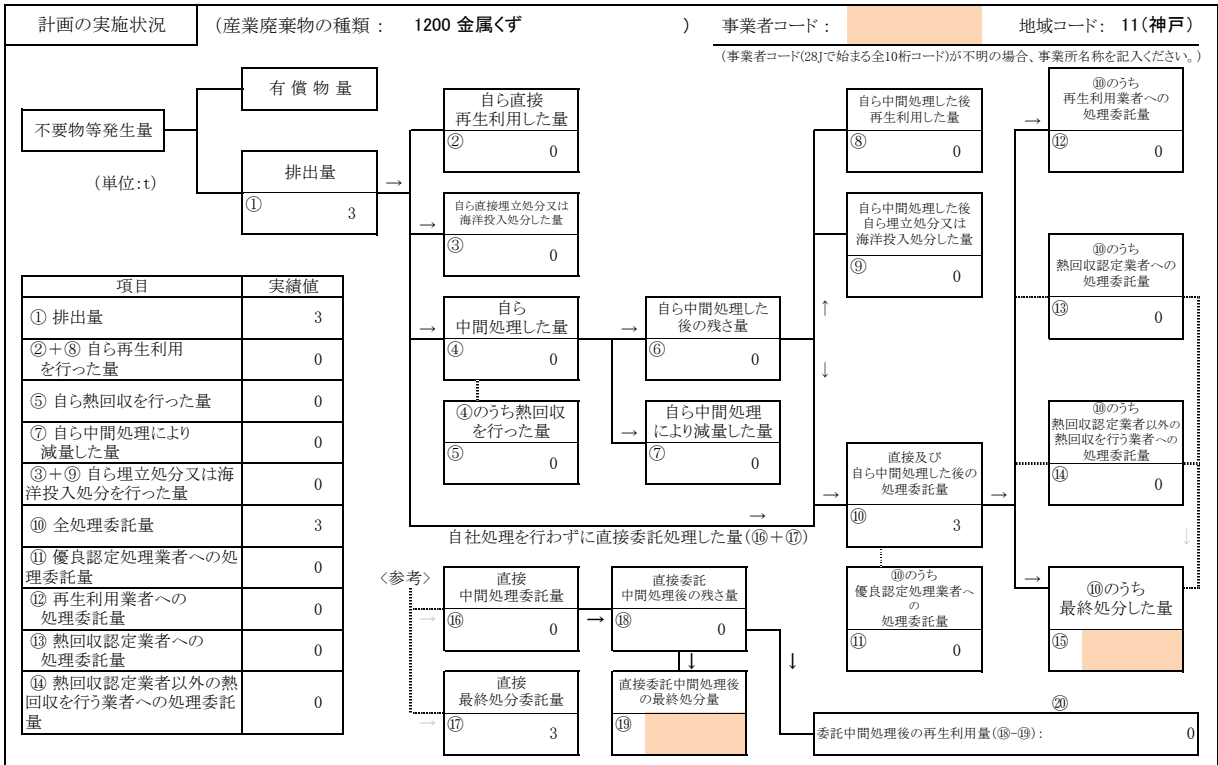 計画の実施状況 (産業廃棄物の種類： 1200 金属くず ) 事業者コード： 地域コード： 11(神戸)
(事業者コード(28Jで始まる全10桁コード)が不明の場合、事業所名称を記入ください。)
不要物等発生量
(単位:t)
有償物量
排出量
→
① 3
自ら直接
再生利用した量
② 0
→
自ら直接埋立処分又は
海洋投入処分した量
③ 0
→
自ら
中間処理した量
④ 0
④のうち熱回収
を行った量
⑤ 0
→
自ら中間処理した
後の残さ量
⑥ 0
→
自ら中間処理
により減量した量
⑦ 0
自ら中間処理した後
再生利用した量
⑧ 0
自ら中間処理した後
自ら埋立処分又は
海洋投入処分した量
⑨ 0
↑
↓
→
直接及び
自ら中間処理した後の
処理委託量
→
⑩ 3
⑩のうち
優良認定処理業者へ
の
処理委託量
⑪ 0
→
⑩のうち
再生利用業者への
処理委託量
⑫ 0
⑩のうち
熱回収認定業者への
処理委託量
⑬ 0
⑩のうち
熱回収認定業者以外の
熱回収を行う業者への
処理委託量
⑭ 0
↓
→
⑩のうち
最終処分した量
⑮
項目 実績値
① 排出量 3
②＋⑧ 自ら再生利用
を行った量 0
⑤ 自ら熱回収を行った量 0
⑦ 自ら中間処理により
減量した量 0
③＋⑨ 自ら埋立処分又は海
洋投入処分を行った量 0
⑩ 全処理委託量 3
⑪ 優良認定処理業者への処
理委託量 0
⑫ 再生利用業者への
処理委託量 0
⑬ 熱回収認定業者への
処理委託量 0
⑭ 熱回収認定業者以外の熱
回収を行う業者への処理委託
量 0
→
自社処理を行わずに直接委託処理した量(⑯＋⑰)
〈参考〉
→
直接
中間処理委託量
⑯ 0
→
直接委託
中間処理後の残さ量
⑱ 0
↓
↓
→
直接
最終処分委託量
⑰ 3
直接委託中間処理後
の最終処分量
⑲
⑳
委託中間処理後の再生利用量(⑱-⑲)： 0